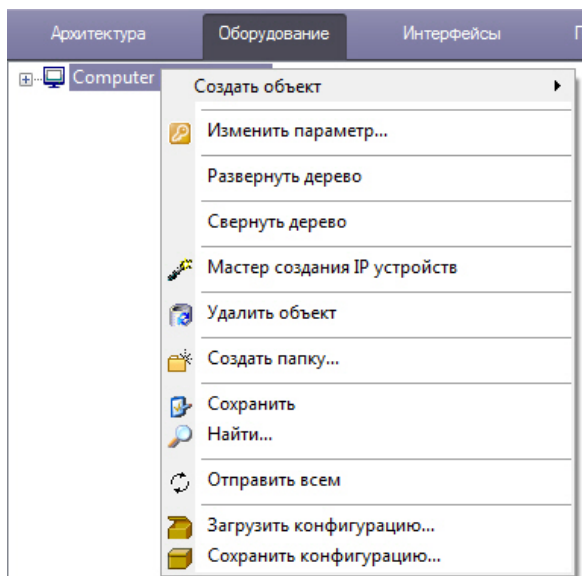 Архитектура Оборудование Интерфейсы
Computer
Создать объект
Изменить параметр...
Развернуть дерево
Свернуть дерево
Мастер создания IP устройств
Удалить объект
Создать папку...
Сохранить
Найти...
Отправить всем
Загрузить конфигурацию...
Сохранить конфигурацию...